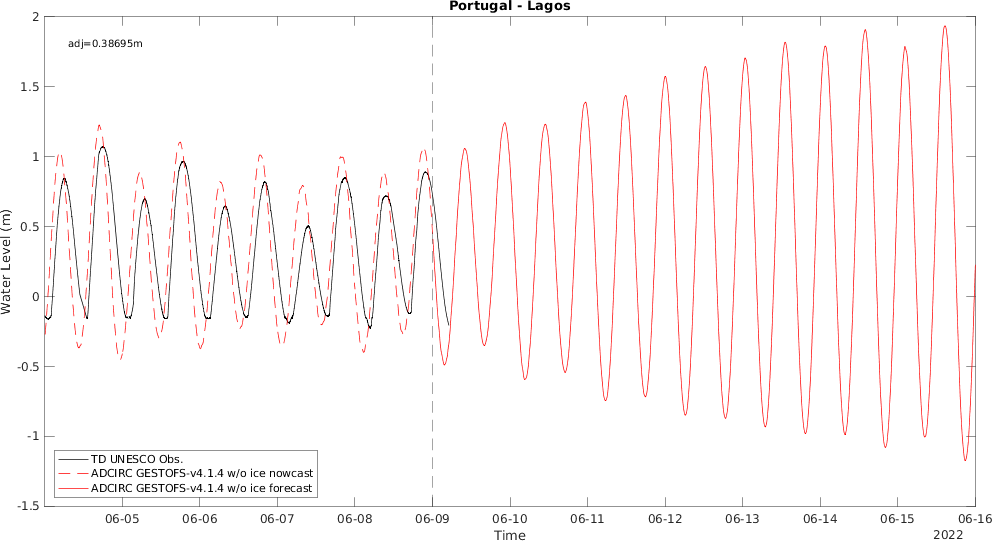 Portugal - Lagos
adj=0.38695m
Water Level (m)
2
1.5
1
0.5
0
-0.5
-1
-1.5
TD UNESCO Obs.
ADCIRC GESTOFS-v4.1.4 w/o ice nowcast
ADCIRC GESTOFS-v4.1.4 w/o ice forecast
06-05 06-06 06-07 06-08 06-09 06-10 06-11 06-12 06-13 06-14 06-15 06-16
Time
2022